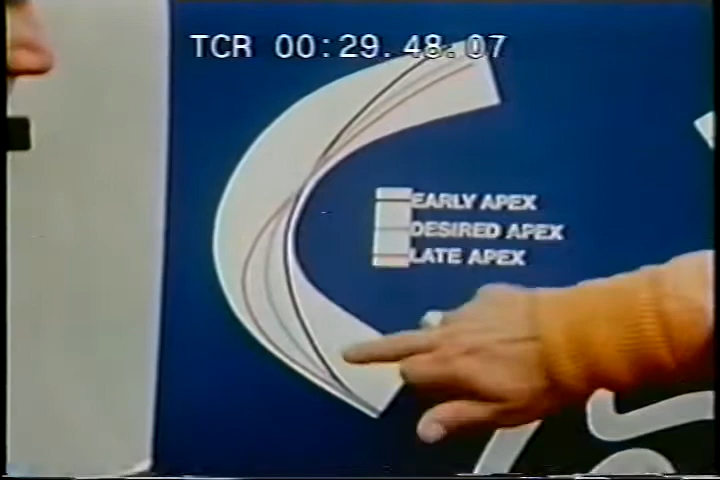 TCR 00:29.48.07
EARLY APEX
DESIRED APEX
LATE APEX